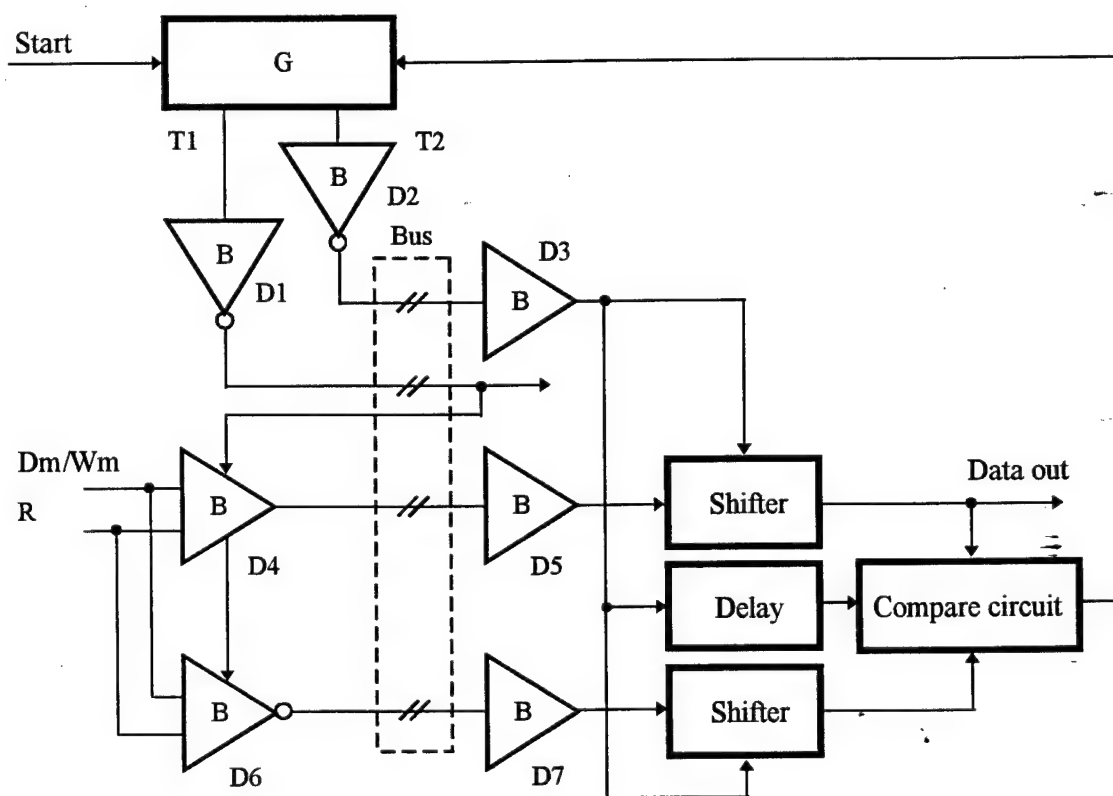 Start
G
T1
T2
B
D2
B
D1
Bus
D3
B
Dm/Wm
R
B
D4
B
D5
Shifter
Data out
Delay
Compare circuit
B
D6
B
D7
Shifter